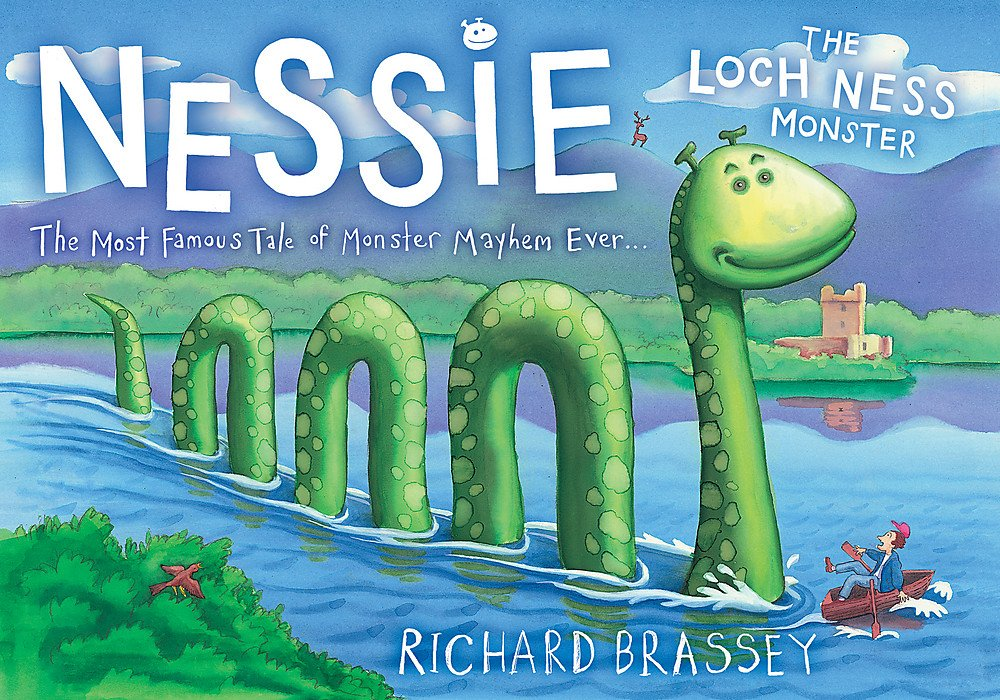 NESSIE
THE
LOCH NESS
MONSTER
The Most Famous Tale of Monster Mayhem Ever...
RICHARD BRASSEY